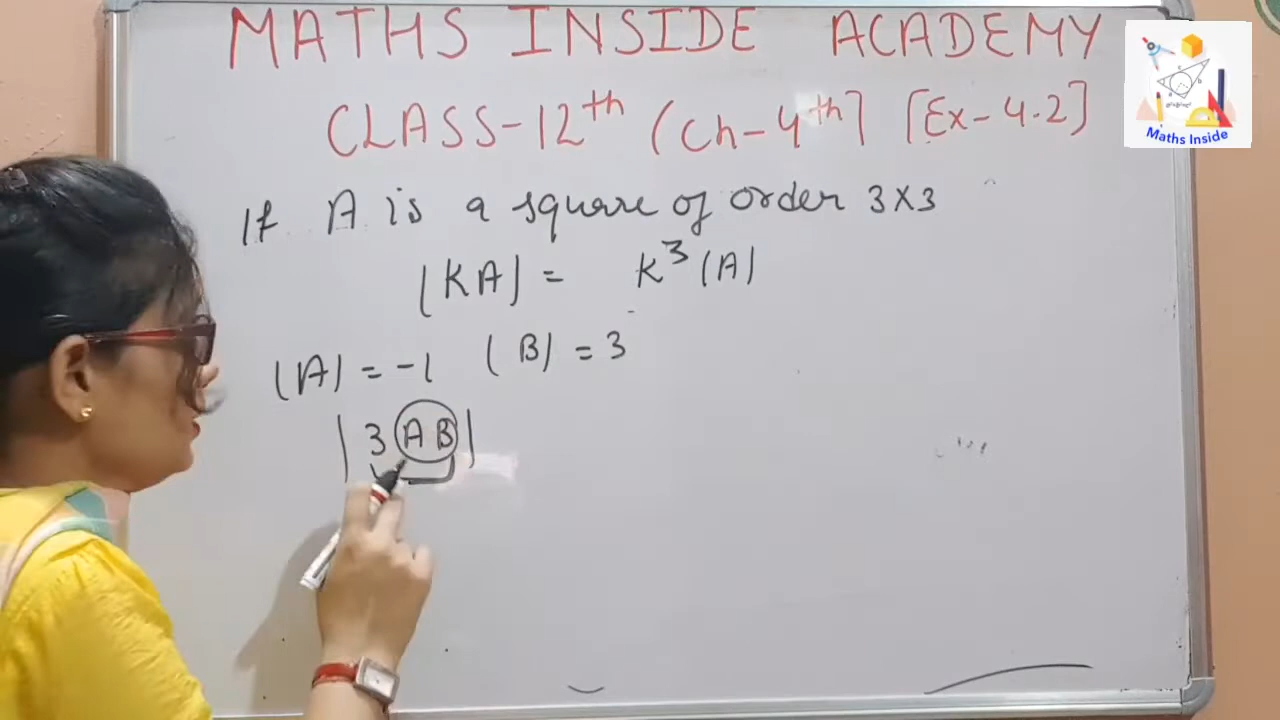 MATHS INSIDE ACADEMY
CLASS-12th (Ch-4th] [Ex-4.2]
Maths Inside
If A is a square of order 3X3
|KA| = K³ (A)
(A) = -1 (B) = 3
| 3 A B |